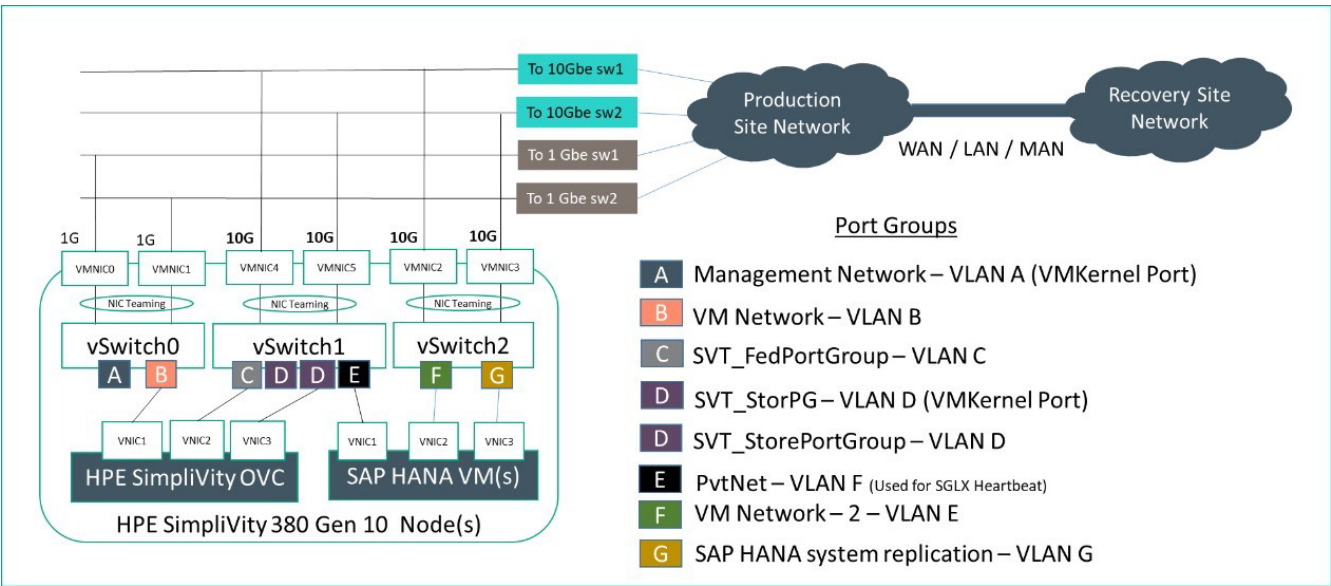 To 10Gbe sw1
To 10Gbe sw2
To 1 Gbe sw1
To 1 Gbe sw2
Production
Site Network
Recovery Site
Network
WAN / LAN / MAN
1G 1G 10G 10G 10G 10G
VMNIC0 VMNIC1 VMNIC4 VMNIC5 VMNIC2 VMNIC3
NIC Teaming NIC Teaming NIC Teaming
vSwitch0 vSwitch1 vSwitch2
A B C D D E F G
VNIC1 VNIC2 VNIC3 VNIC1 VNIC2 VNIC3
HPE SimpliVity OVC SAP HANA VM(s)
HPE SimpliVity 380 Gen 10 Node(s)
Port Groups
A Management Network – VLAN A (VMKernel Port)
B VM Network – VLAN B
C SVT_FedPortGroup – VLAN C
D SVT_StorPG – VLAN D (VMKernel Port)
D SVT_StorePortGroup – VLAN D
E PvtNet – VLAN F (Used for SGLX Heartbeat)
F VM Network – 2 – VLAN E
G SAP HANA system replication – VLAN G